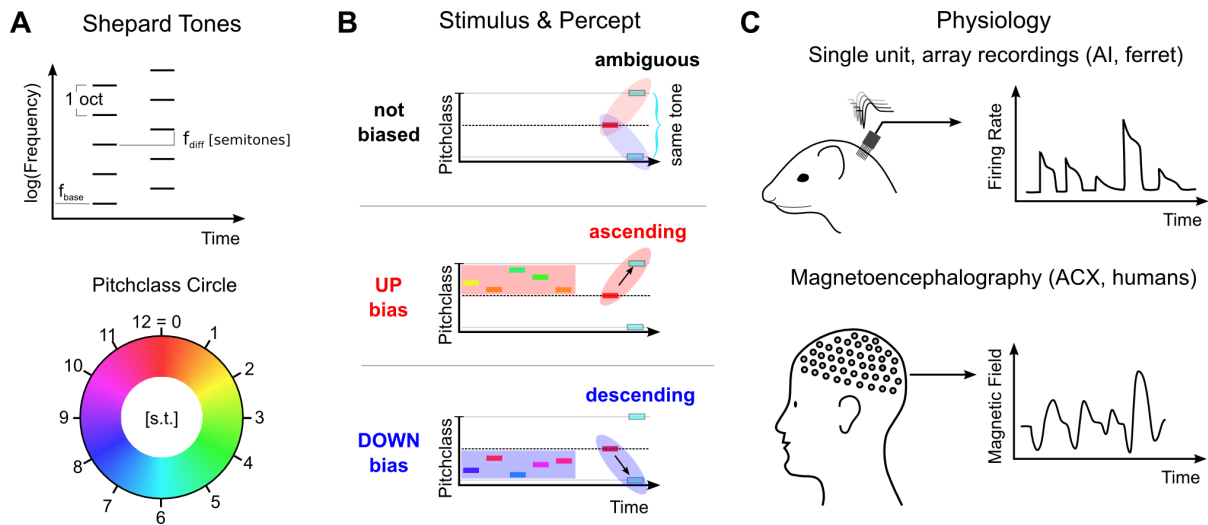 A
Shepard Tones
log(Frequency)
1 oct
f_diff [semitones]
f_base
Time
Pitchclass Circle
12 = 0
1
2
3
4
5
6
7
8
9
10
11
[s.t.]
B
Stimulus & Percept
ambiguous
not
biased
Pitchclass
same tone
ascending
UP
bias
Pitchclass
descending
DOWN
bias
Pitchclass
Time
C
Physiology
Single unit, array recordings (AI, ferret)
Firing Rate
Time
Magnetoencephalography (ACX, humans)
Magnetic Field
Time